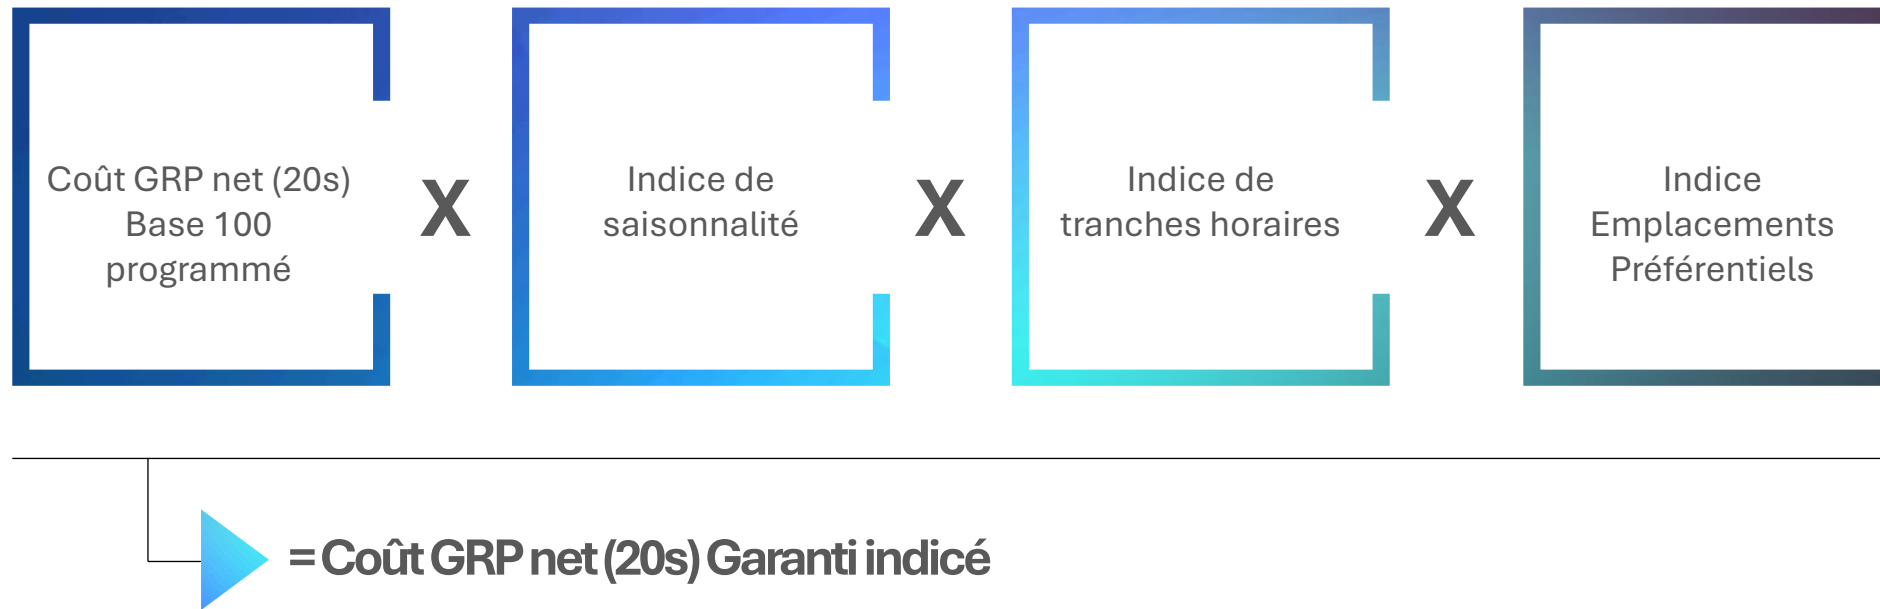 Coût GRP net (20s)
Base 100
programmé
X
Indice de
saisonnalité
X
Indice de
tranches horaires
X
Indice
Emplacements
Préférentiels
= Coût GRP net (20s) Garanti indicé